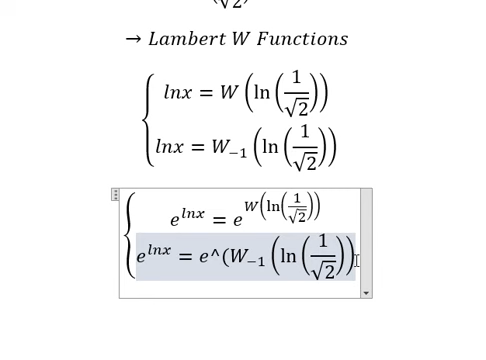 (√2)
→ Lambert W Functions
{ lnx = W (ln (1/√2))
lnx = W₋₁ (ln (1/√2))
{ e^lnx = e^W(ln(1/√2))
e^lnx = e^(W₋₁ (ln (1/√2))